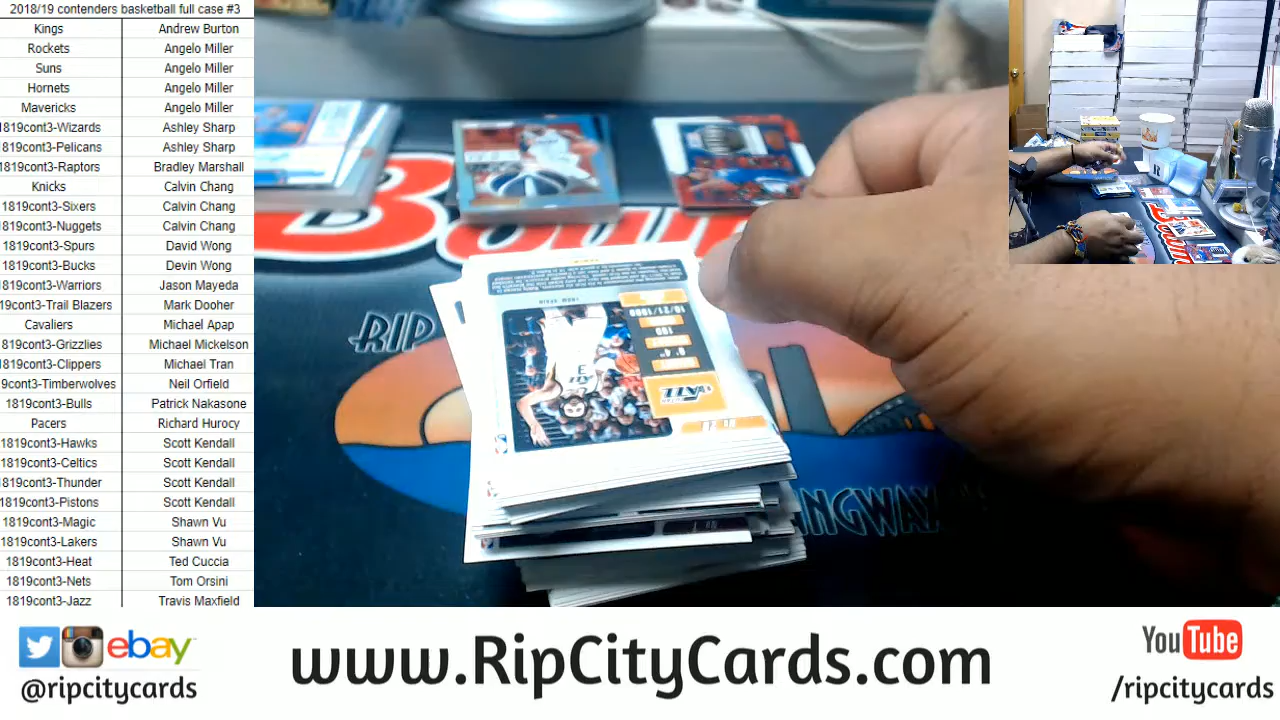 2018/19 contenders basketball full case #3
Kings Andrew Burton
Rockets Angelo Miller
Suns Angelo Miller
Hornets Angelo Miller
Mavericks Angelo Miller
1819cont3-Wizards Ashley Sharp
1819cont3-Pelicans Ashley Sharp
1819cont3-Raptors Bradley Marshall
Knicks Calvin Chang
1819cont3-Sixers Calvin Chang
1819cont3-Nuggets Calvin Chang
1819cont3-Spurs David Wong
1819cont3-Bucks Devin Wong
1819cont3-Warriors Jason Mayeda
19cont3-Trail Blazers Mark Dooher
Cavaliers Michael Apap
819cont3-Grizzlies Michael Mickelson
1819cont3-Clippers Michael Tran
9cont3-Timberwolves Neil Orfield
1819cont3-Bulls Patrick Nakasone
Pacers Richard Hurocy
1819cont3-Hawks Scott Kendall
1819cont3-Celtics Scott Kendall
1819cont3-Thunder Scott Kendall
1819cont3-Pistons Scott Kendall
1819cont3-Magic Shawn Vu
1819cont3-Lakers Shawn Vu
1819cont3-Heat Ted Cuccia
1819cont3-Nets Tom Orsini
1819cont3-Jazz Travis Maxfield
RIP
ebay
@ripcitycards
www.RipCityCards.com
YouTube
/ripcitycards